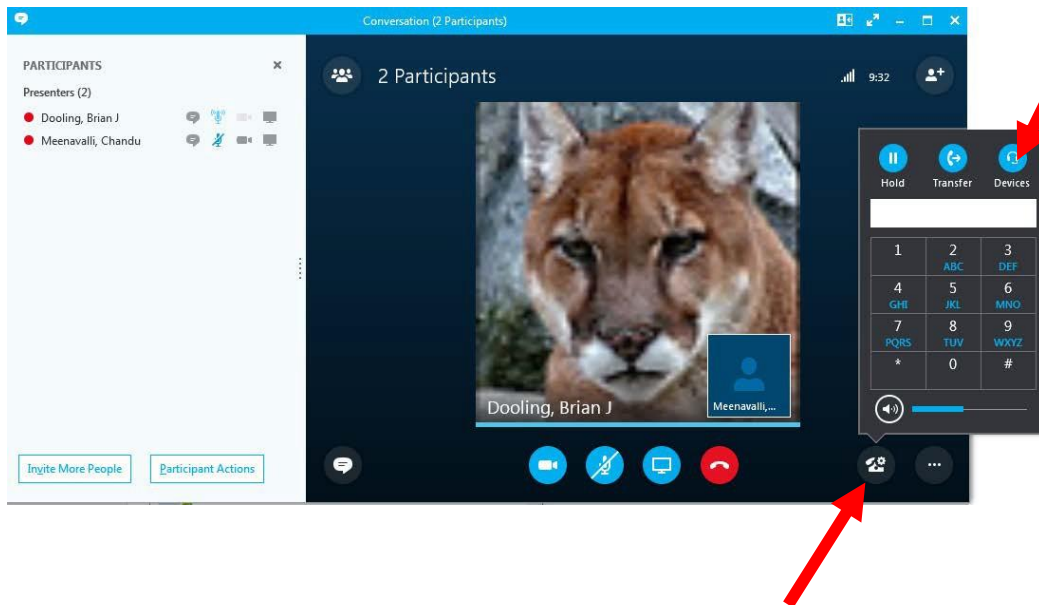 Conversation (2 Participants)
PARTICIPANTS
Presenters (2)
Dooling, Brian J
Meenavalli, Chandu
Invite More People
Participant Actions
2 Participants
9:32
Dooling, Brian J
Meenavalli,...
Hold Transfer Devices
1 2 3
ABC DEF
4 5 6
GHI JKL MNO
7 8 9
PQRS TUV WXYZ
* 0 #